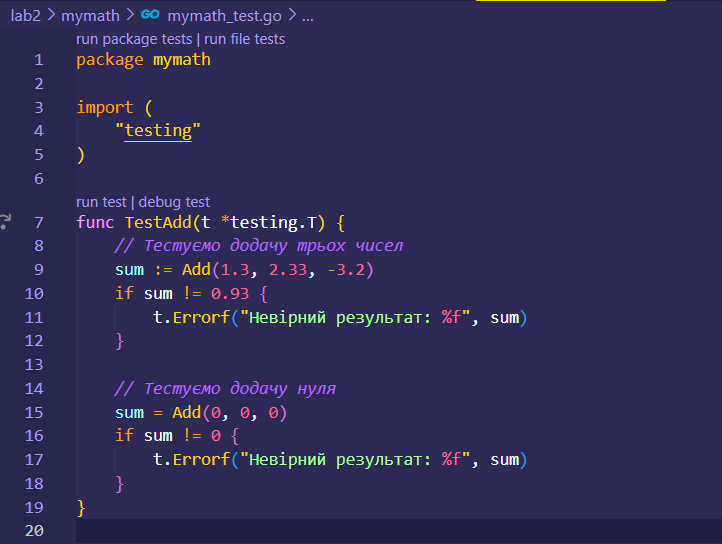 lab2 > mymath > GO mymath_test.go > ...
run package tests | run file tests
1 package mymath
2
3 import (
4 "testing"
5 )
6
run test | debug test
7 func TestAdd(t *testing.T) {
8 // Тестуємо додачу трьох чисел
9 sum := Add(1.3, 2.33, -3.2)
10 if sum != 0.93 {
11 t.Errorf("Невірний результат: %f", sum)
12 }
13
14 // Тестуємо додачу нуля
15 sum = Add(0, 0, 0)
16 if sum != 0 {
17 t.Errorf("Невірний результат: %f", sum)
18 }
19 }
20